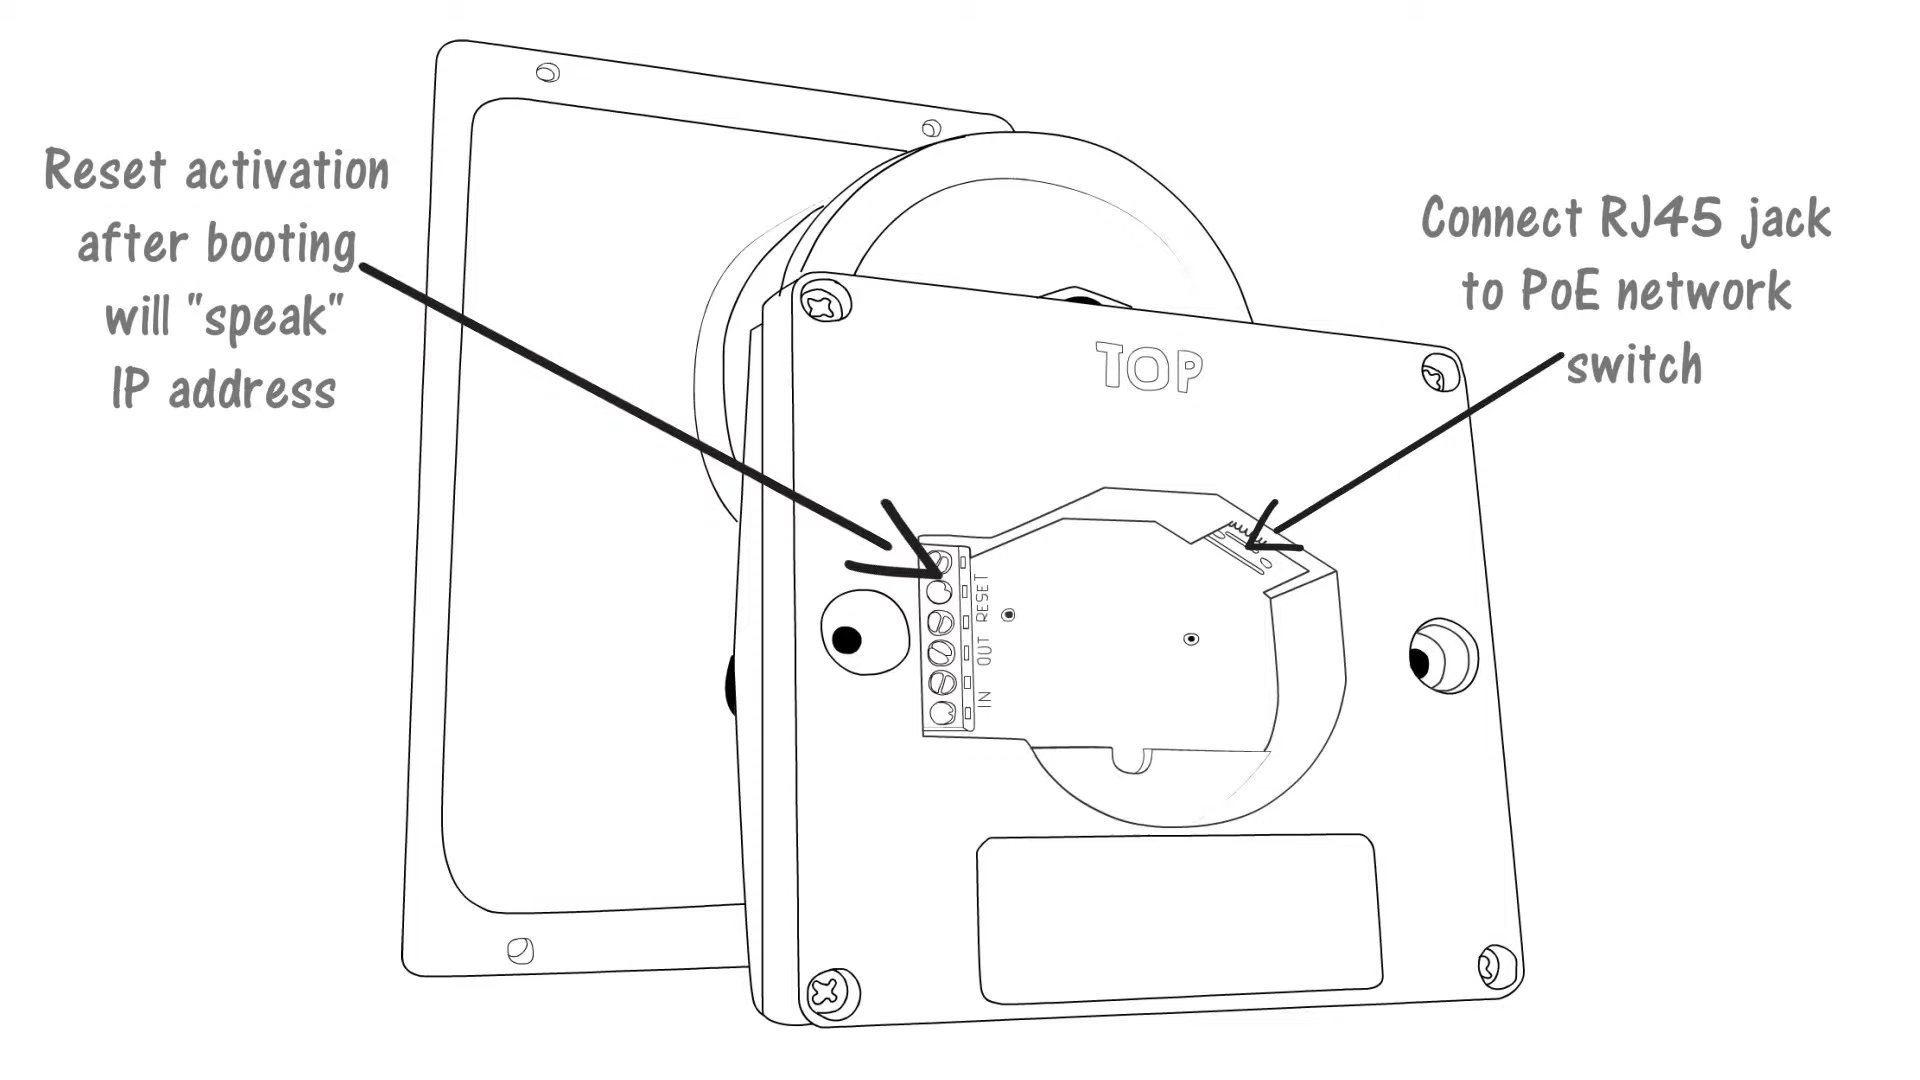 Reset activation
after booting
will "speak"
IP address
Connect RJ45 jack
to PoE network
switch
TOP
RESET
OUT
IN